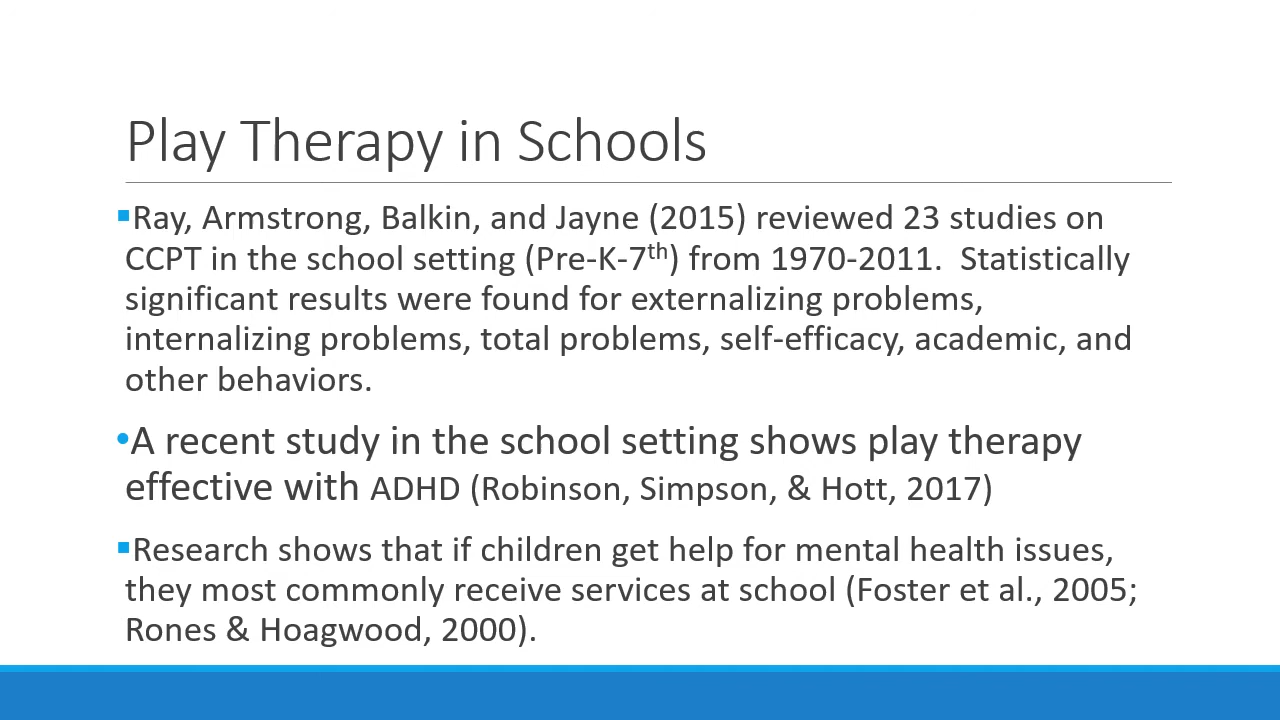 Play Therapy in Schools
▪Ray, Armstrong, Balkin, and Jayne (2015) reviewed 23 studies on
CCPT in the school setting (Pre-K-7th) from 1970-2011.  Statistically
significant results were found for externalizing problems,
internalizing problems, total problems, self-efficacy, academic, and
other behaviors.
•A recent study in the school setting shows play therapy
effective with ADHD (Robinson, Simpson, & Hott, 2017)
▪Research shows that if children get help for mental health issues,
they most commonly receive services at school (Foster et al., 2005;
Rones & Hoagwood, 2000).